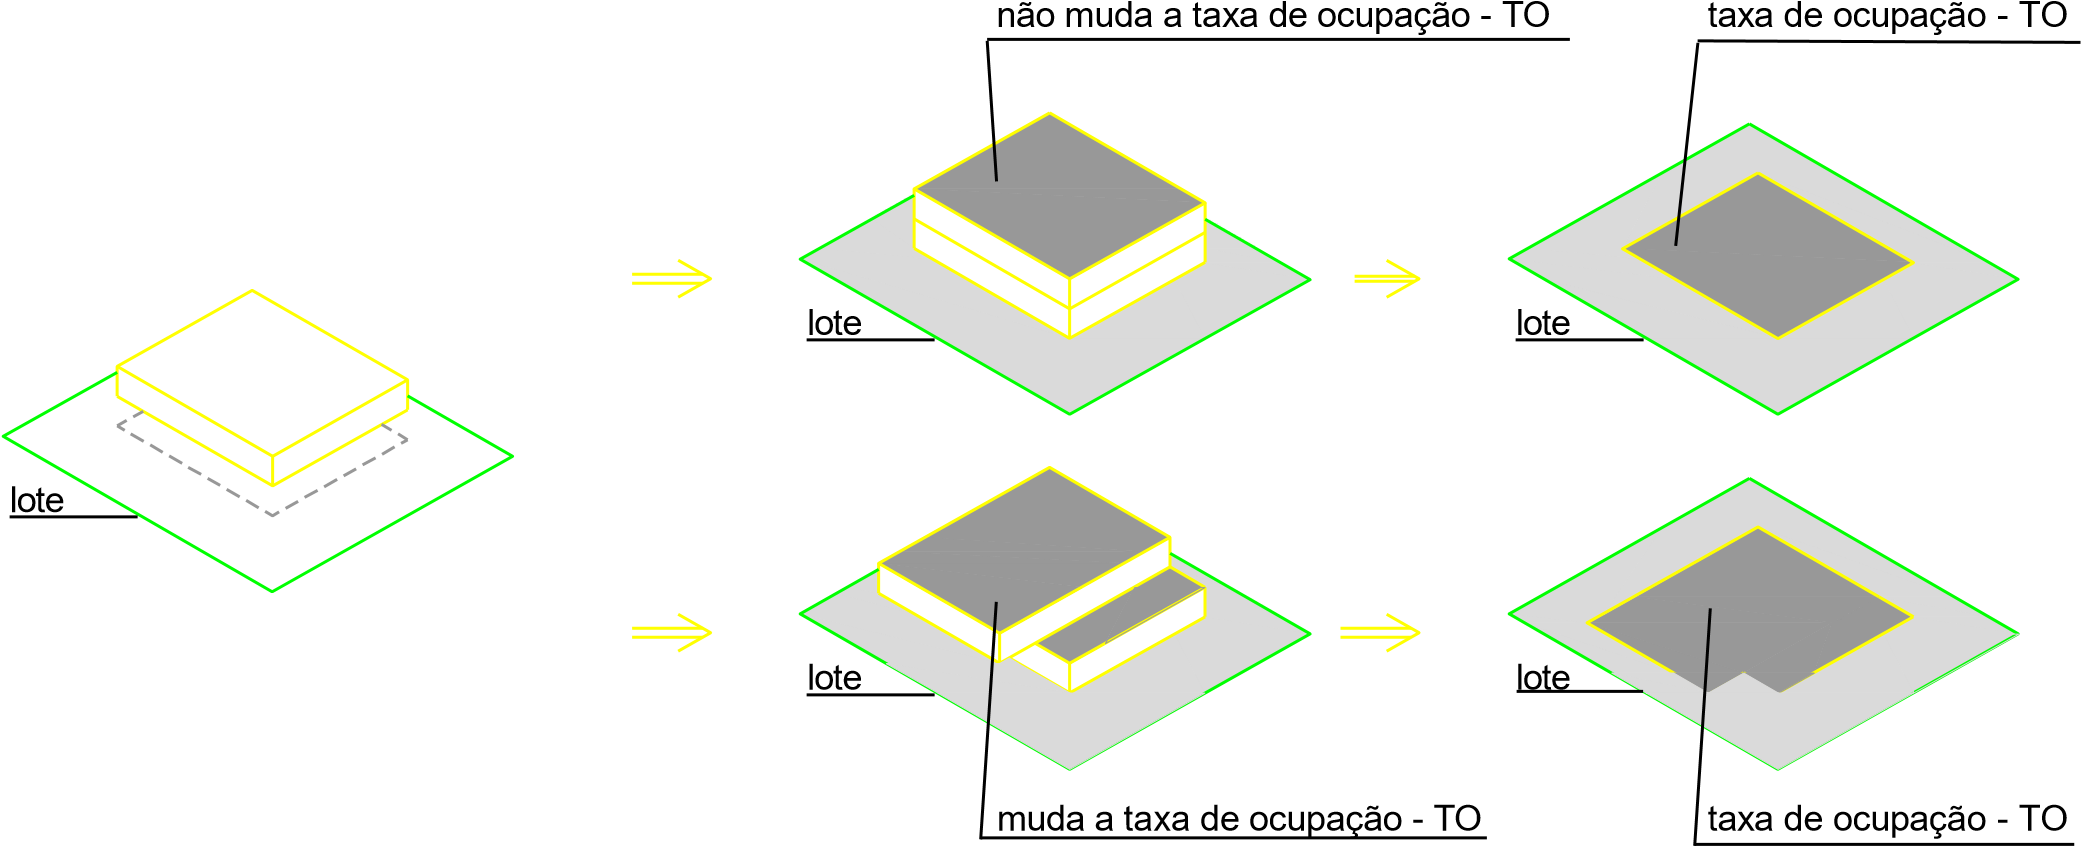 não muda a taxa de ocupação - TO
taxa de ocupação - TO
lote
lote
lote
lote
lote
muda a taxa de ocupação - TO
taxa de ocupação - TO